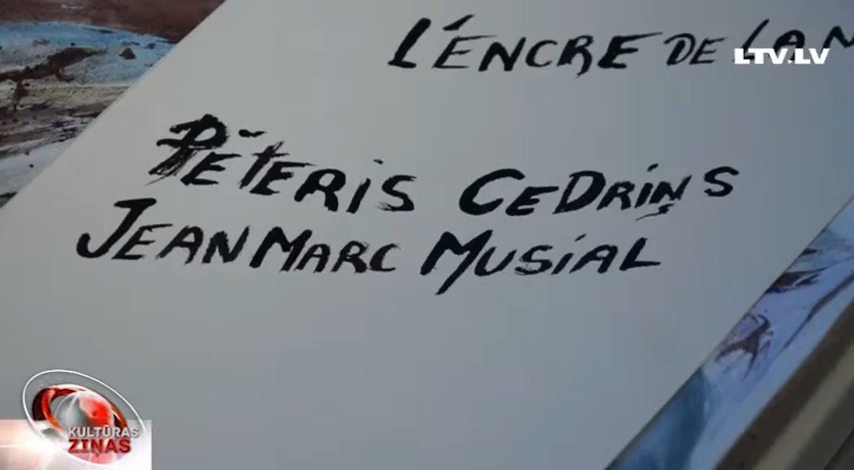 L'ENCRE DE LA
LTV.LV
PĒTERIS CEDRIŅŠ
JEAN MARC MUSIAL
KULTŪRAS
ZIŅAS